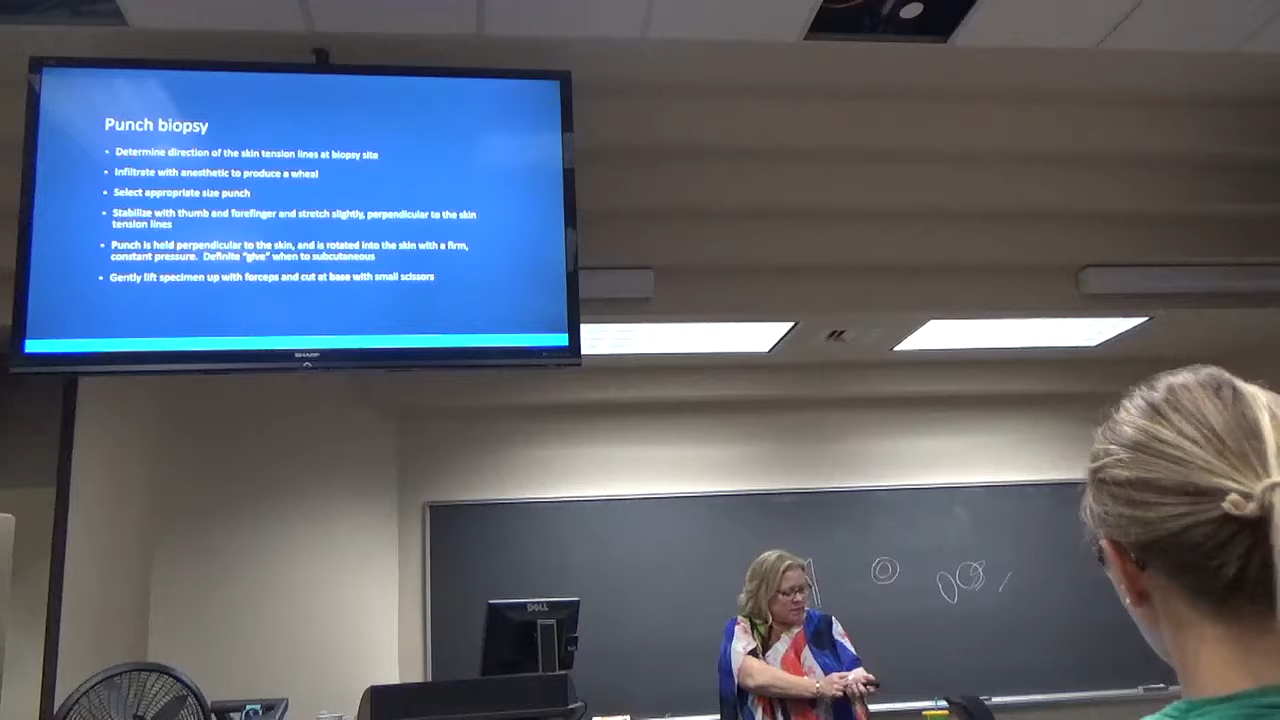 Punch biopsy
• Determine direction of the skin tension lines at biopsy site
• Infiltrate with anesthetic to produce a wheal
• Select appropriate size punch
• Stabilize with thumb and forefinger and stretch slightly, perpendicular to the skin
tension lines
• Punch is held perpendicular to the skin, and is rotated into the skin with a firm,
constant pressure. Definite "give" when to subcutaneous
• Gently lift specimen up with forceps and cut at base with small scissors
SHARP
DELL